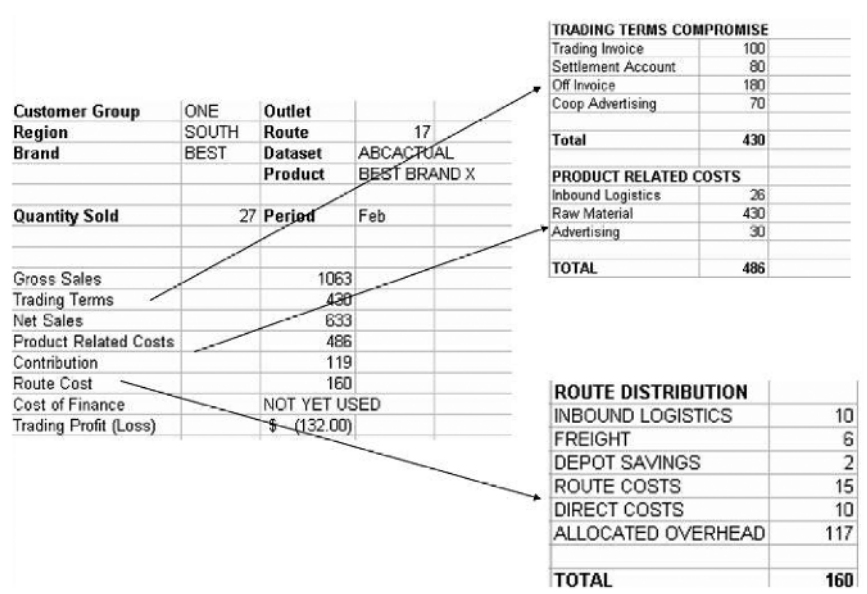 Customer Group ONE Outlet
Region SOUTH Route 17
Brand BEST Dataset ABCACTUAL
Product BEST BRAND X
Quantity Sold 27 Period Feb
Gross Sales 1063
Trading Terms 430
Net Sales 633
Product Related Costs 486
Contribution 119
Route Cost 160
Cost of Finance NOT YET USED
Trading Profit (Loss) $ (132.00)
TRADING TERMS COMPROMISE
Trading Invoice 100
Settlement Account 80
Off Invoice 180
Coop Advertising 70
Total 430
PRODUCT RELATED COSTS
Inbound Logistics 26
Raw Material 430
Advertising 30
TOTAL 486
ROUTE DISTRIBUTION
INBOUND LOGISTICS 10
FREIGHT 6
DEPOT SAVINGS 2
ROUTE COSTS 15
DIRECT COSTS 10
ALLOCATED OVERHEAD 117
TOTAL 160